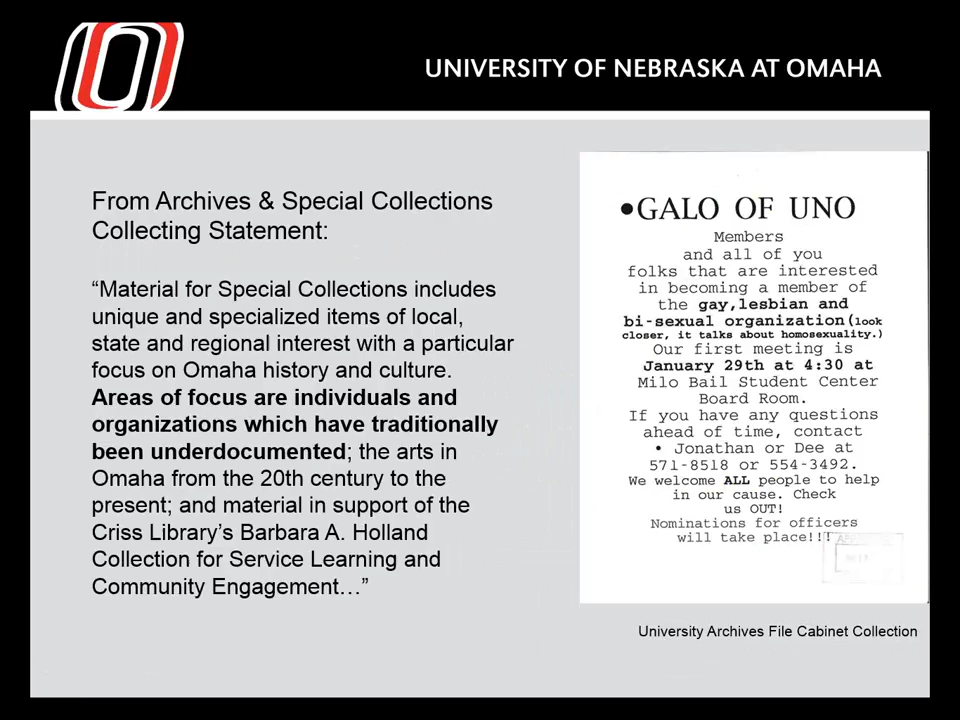 UNIVERSITY OF NEBRASKA AT OMAHA
From Archives & Special Collections
Collecting Statement:
“Material for Special Collections includes
unique and specialized items of local,
state and regional interest with a particular
focus on Omaha history and culture.
Areas of focus are individuals and
organizations which have traditionally
been underdocumented; the arts in
Omaha from the 20th century to the
present; and material in support of the
Criss Library’s Barbara A. Holland
Collection for Service Learning and
Community Engagement…”
•GALO OF UNO
Members
and all of you
folks that are interested
in becoming a member of
the gay,lesbian and
bi-sexual organization(look
closer, it talks about homosexuality.)
Our first meeting is
January 29th at 4:30 at
Milo Bail Student Center
Board Room.
If you have any questions
ahead of time, contact
• Jonathan or Dee at
571-8518 or 554-3492.
We welcome ALL people to help
in our cause. Check
us OUT!
Nominations for officers
will take place!!!
University Archives File Cabinet Collection